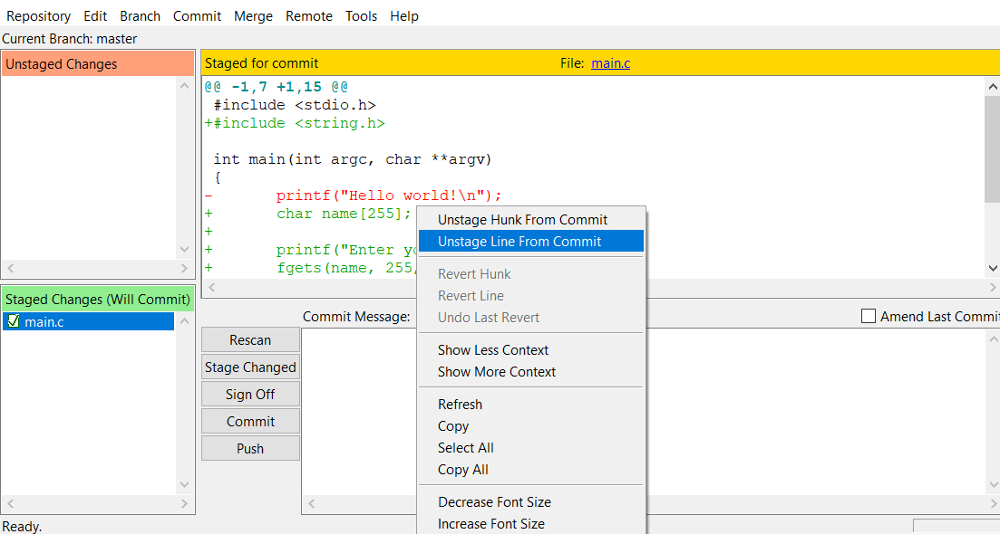 Repository Edit Branch Commit Merge Remote Tools Help
Current Branch: master
Unstaged Changes
Staged for commit File: main.c
@@ -1,7 +1,15 @@
 #include <stdio.h>
+#include <string.h>
 int main(int argc, char **argv)
 {
-       printf("Hello world!\n");
+       char name[255];
+
+       printf("Enter yo
+       fgets(name, 255,
Unstage Hunk From Commit
Unstage Line From Commit
Revert Hunk
Revert Line
Undo Last Revert
Show Less Context
Show More Context
Refresh
Copy
Select All
Copy All
Decrease Font Size
Increase Font Size
Staged Changes (Will Commit)
main.c
Commit Message:
Amend Last Commit
Rescan
Stage Changed
Sign Off
Commit
Push
Ready.